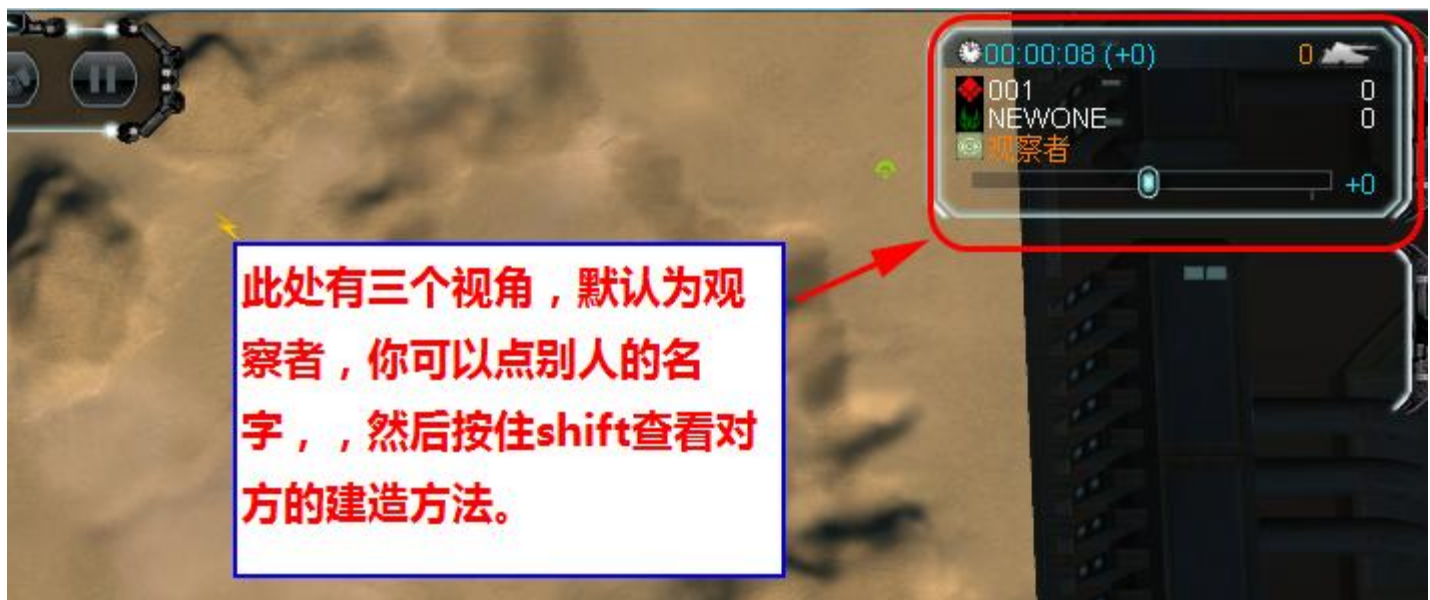 00:00:08 (+0) 0
001 0
NEWONE 0
观察者
+0
此处有三个视角，默认为观
察者，你可以点别人的名
字，，然后按住shift查看对
方的建造方法。